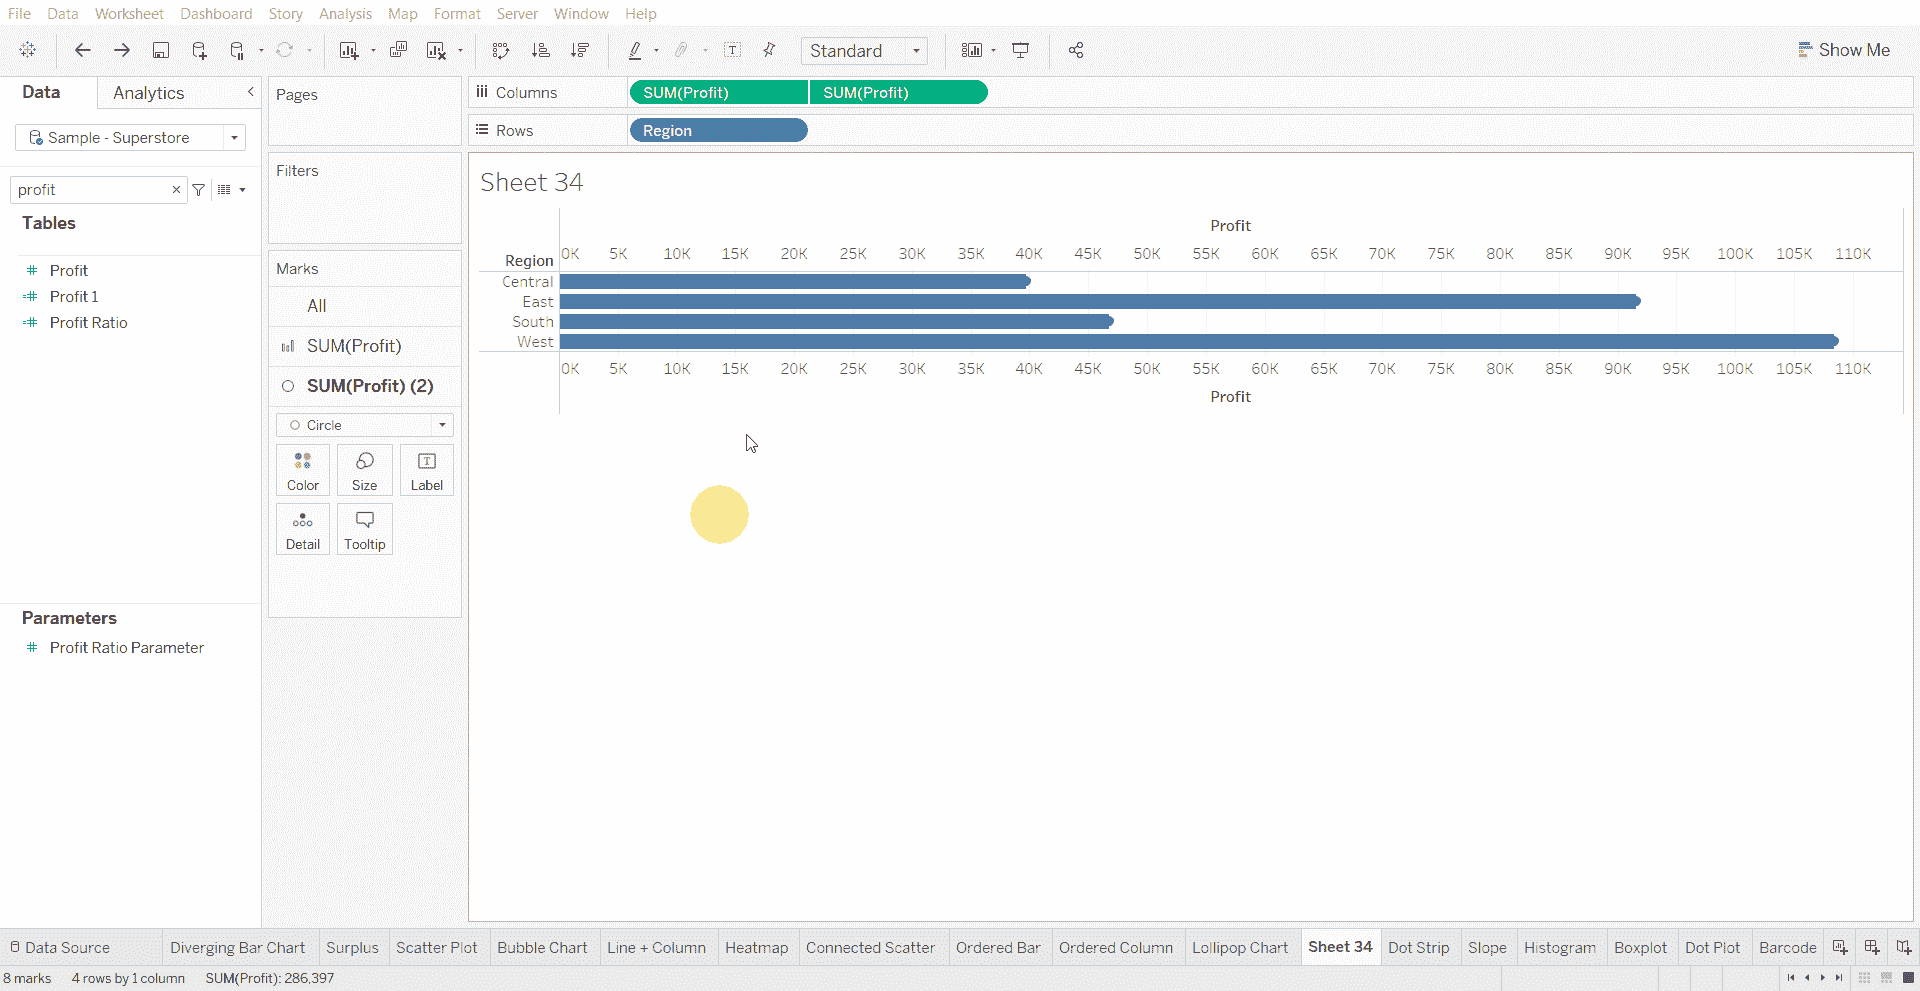 File Data Worksheet Dashboard Story Analysis Map Format Server Window Help
Standard
Show Me
Data
Analytics
Sample - Superstore
profit
Tables
Profit
Profit 1
Profit Ratio
Parameters
Profit Ratio Parameter
Pages
Filters
Marks
All
SUM(Profit)
SUM(Profit) (2)
Circle
Color Size Label
Detail Tooltip
Columns SUM(Profit) SUM(Profit)
Rows Region
Sheet 34
Profit
Region 0K 5K 10K 15K 20K 25K 30K 35K 40K 45K 50K 55K 60K 65K 70K 75K 80K 85K 90K 95K 100K 105K 110K
Central
East
South
West
0K 5K 10K 15K 20K 25K 30K 35K 40K 45K 50K 55K 60K 65K 70K 75K 80K 85K 90K 95K 100K 105K 110K
Profit
Data Source Diverging Bar Chart Surplus Scatter Plot Bubble Chart Line + Column Heatmap Connected Scatter Ordered Bar Ordered Column Lollipop Chart Sheet 34 Dot Strip Slope Histogram Boxplot Dot Plot Barcode
8 marks 4 rows by 1 column SUM(Profit): 286,397